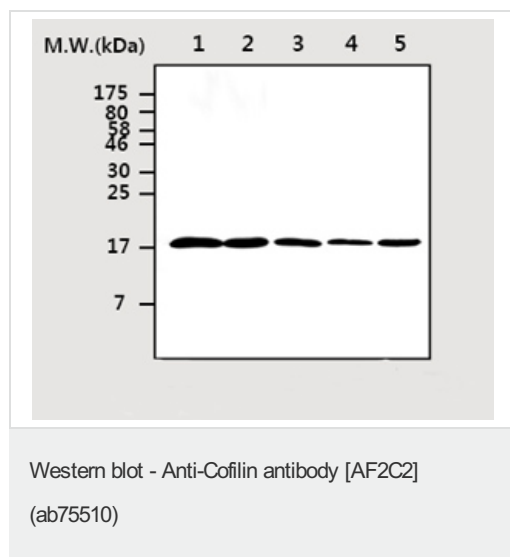 M.W.(kDa) 1 2 3 4 5
175
80
58
46
30
25
17
7
Western blot - Anti-Cofilin antibody [AF2C2]
(ab75510)